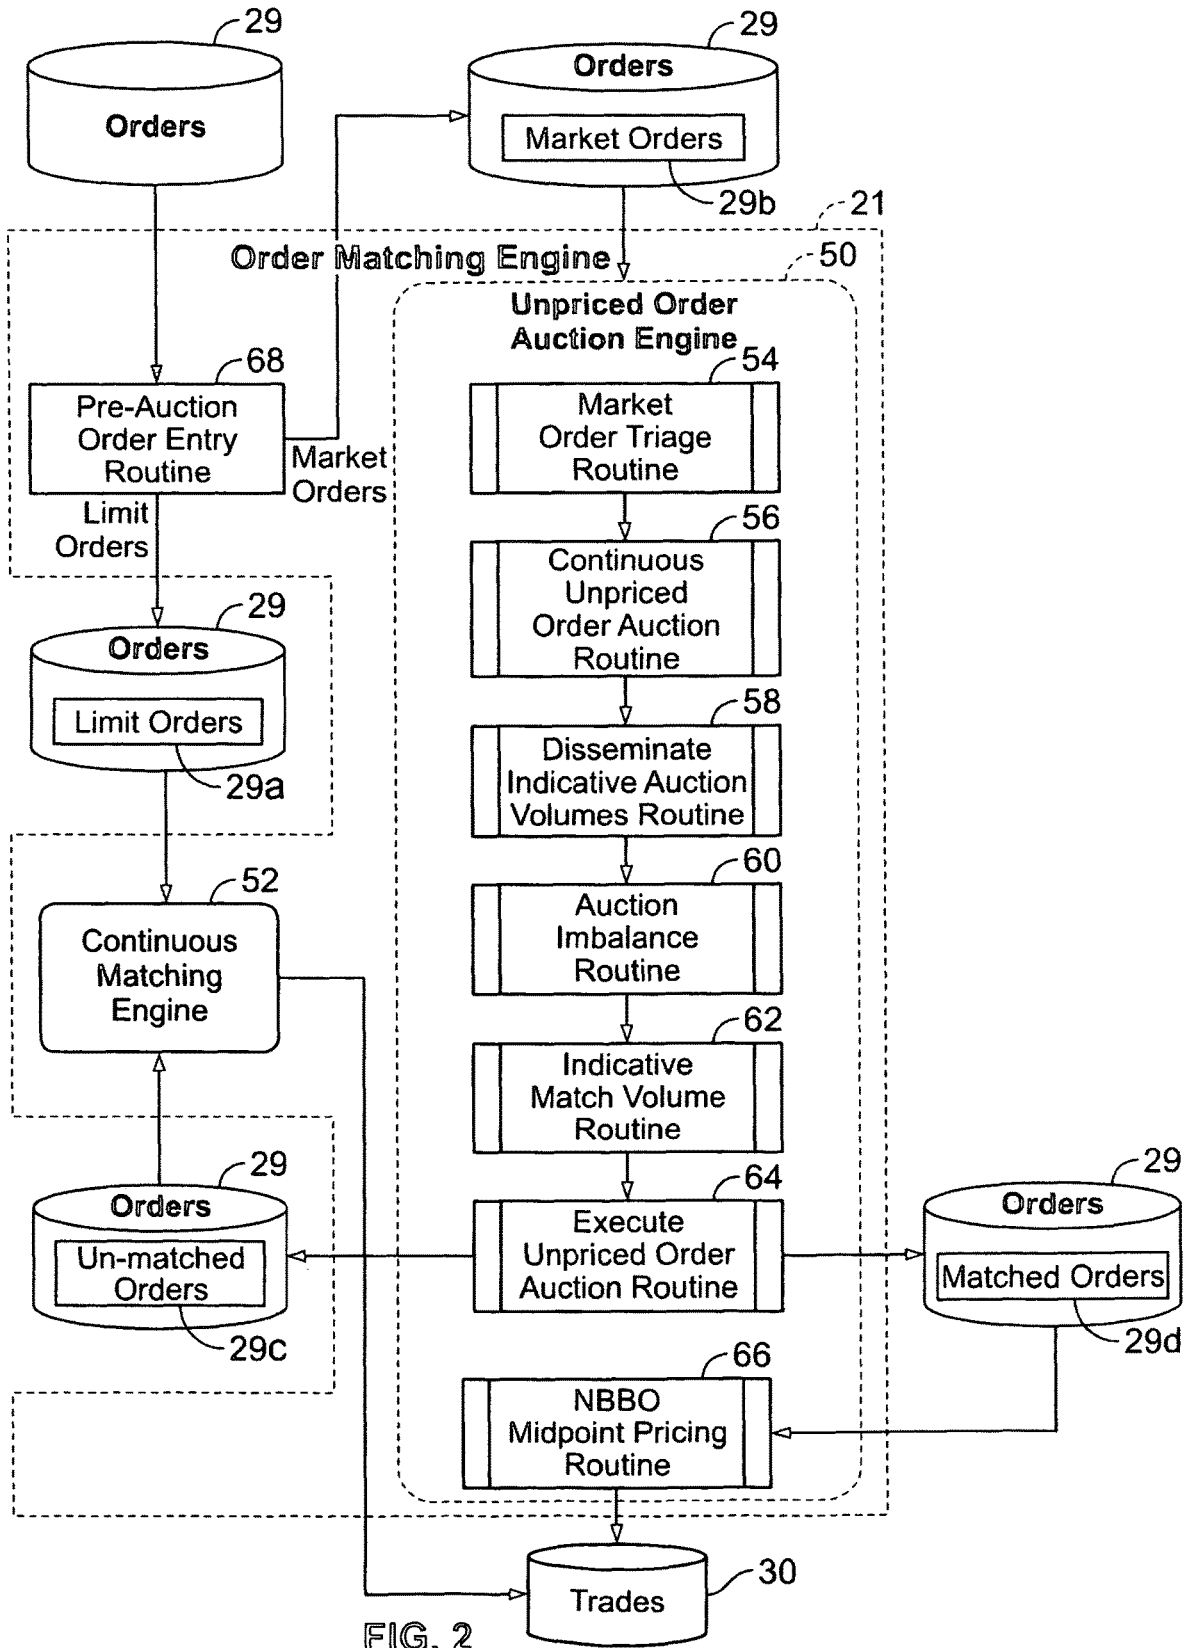 29
29
Orders
Orders
Market Orders
29b
21
Order Matching Engine
50
Unpriced Order
Auction Engine
68
54
Pre-Auction
Order Entry
Routine
Market
Order Triage
Routine
Market
Orders
Limit
Orders
56
Continuous
Unpriced
Order Auction
Routine
29
Orders
Limit Orders
29a
58
Disseminate
Indicative Auction
Volumes Routine
52
60
Continuous
Matching
Engine
Auction
Imbalance
Routine
62
Indicative
Match Volume
Routine
29
64
29
Orders
Un-matched
Orders
29c
Execute
Unpriced Order
Auction Routine
Orders
Matched Orders
29d
66
NBBO
Midpoint Pricing
Routine
Trades
30
FIG. 2